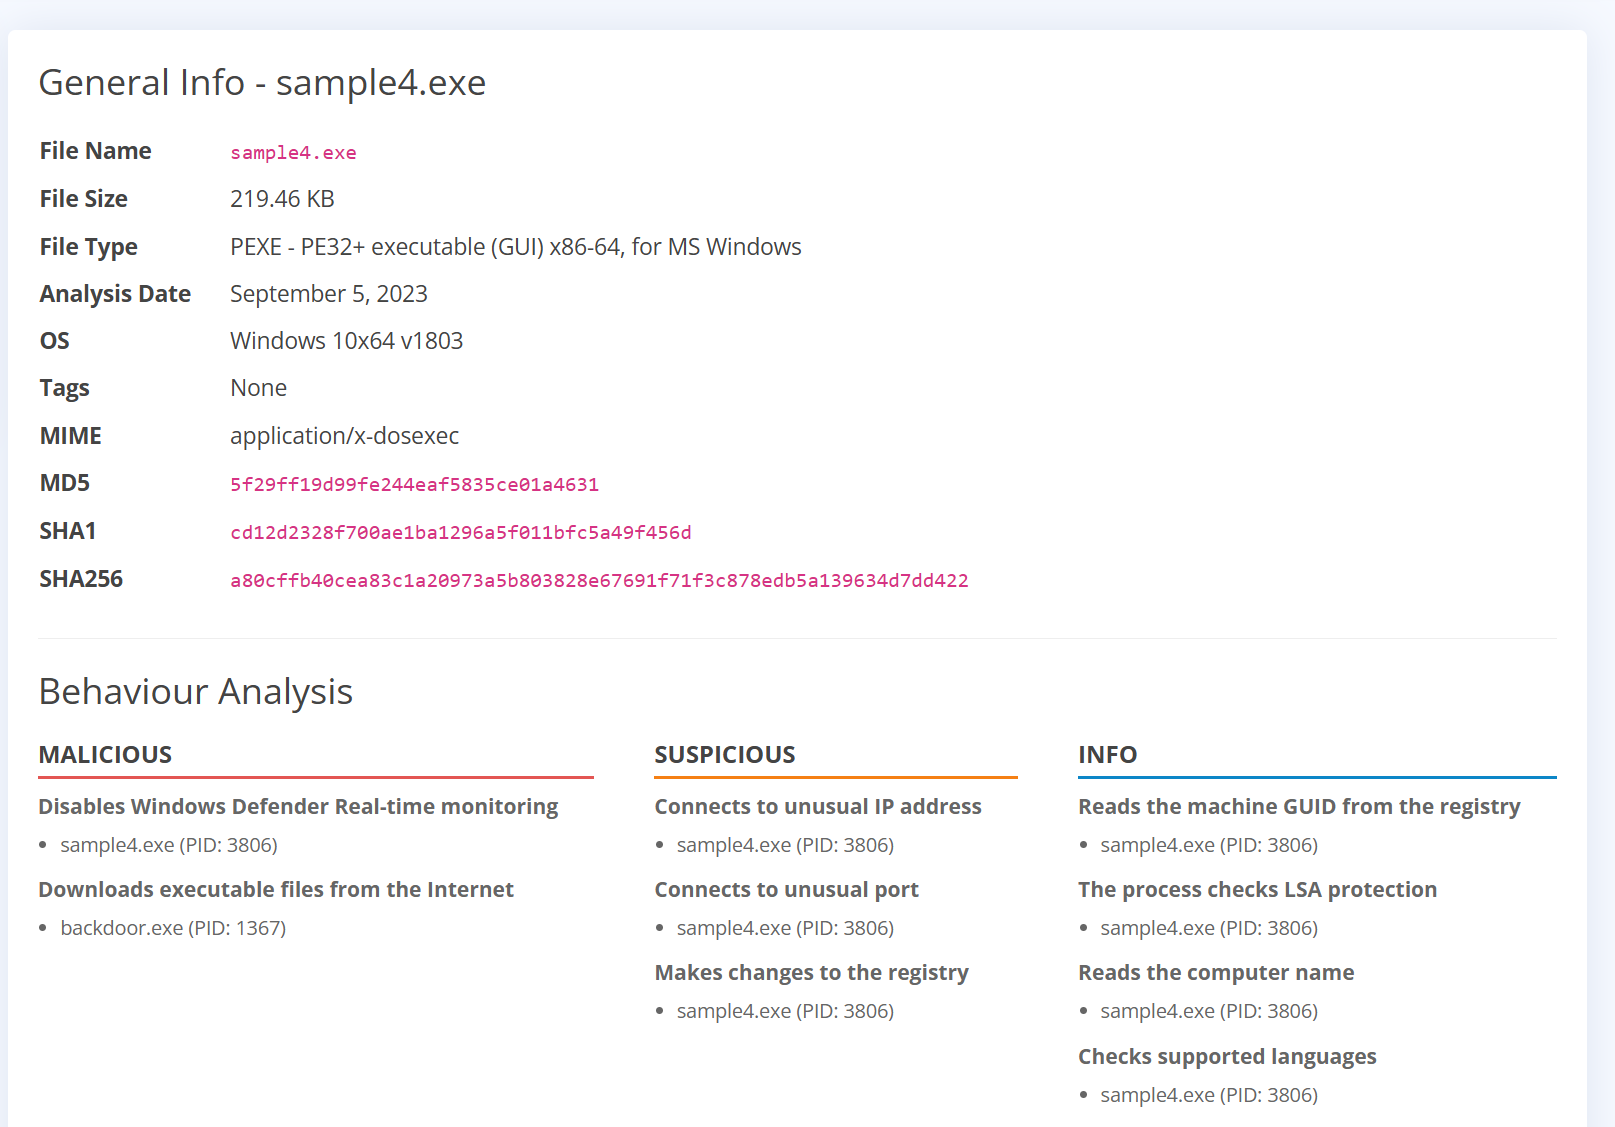 General Info - sample4.exe
File Name sample4.exe
File Size 219.46 KB
File Type PEXE - PE32+ executable (GUI) x86-64, for MS Windows
Analysis Date September 5, 2023
OS Windows 10x64 v1803
Tags None
MIME application/x-dosexec
MD5 5f29ff19d99fe244eaf5835ce01a4631
SHA1 cd12d2328f700ae1ba1296a5f011bfc5a49f456d
SHA256 a80cffb40cea83c1a20973a5b803828e67691f71f3c878edb5a139634d7dd422
Behaviour Analysis
MALICIOUS
Disables Windows Defender Real-time monitoring
• sample4.exe (PID: 3806)
Downloads executable files from the Internet
• backdoor.exe (PID: 1367)
SUSPICIOUS
Connects to unusual IP address
• sample4.exe (PID: 3806)
Connects to unusual port
• sample4.exe (PID: 3806)
Makes changes to the registry
• sample4.exe (PID: 3806)
INFO
Reads the machine GUID from the registry
• sample4.exe (PID: 3806)
The process checks LSA protection
• sample4.exe (PID: 3806)
Reads the computer name
• sample4.exe (PID: 3806)
Checks supported languages
• sample4.exe (PID: 3806)